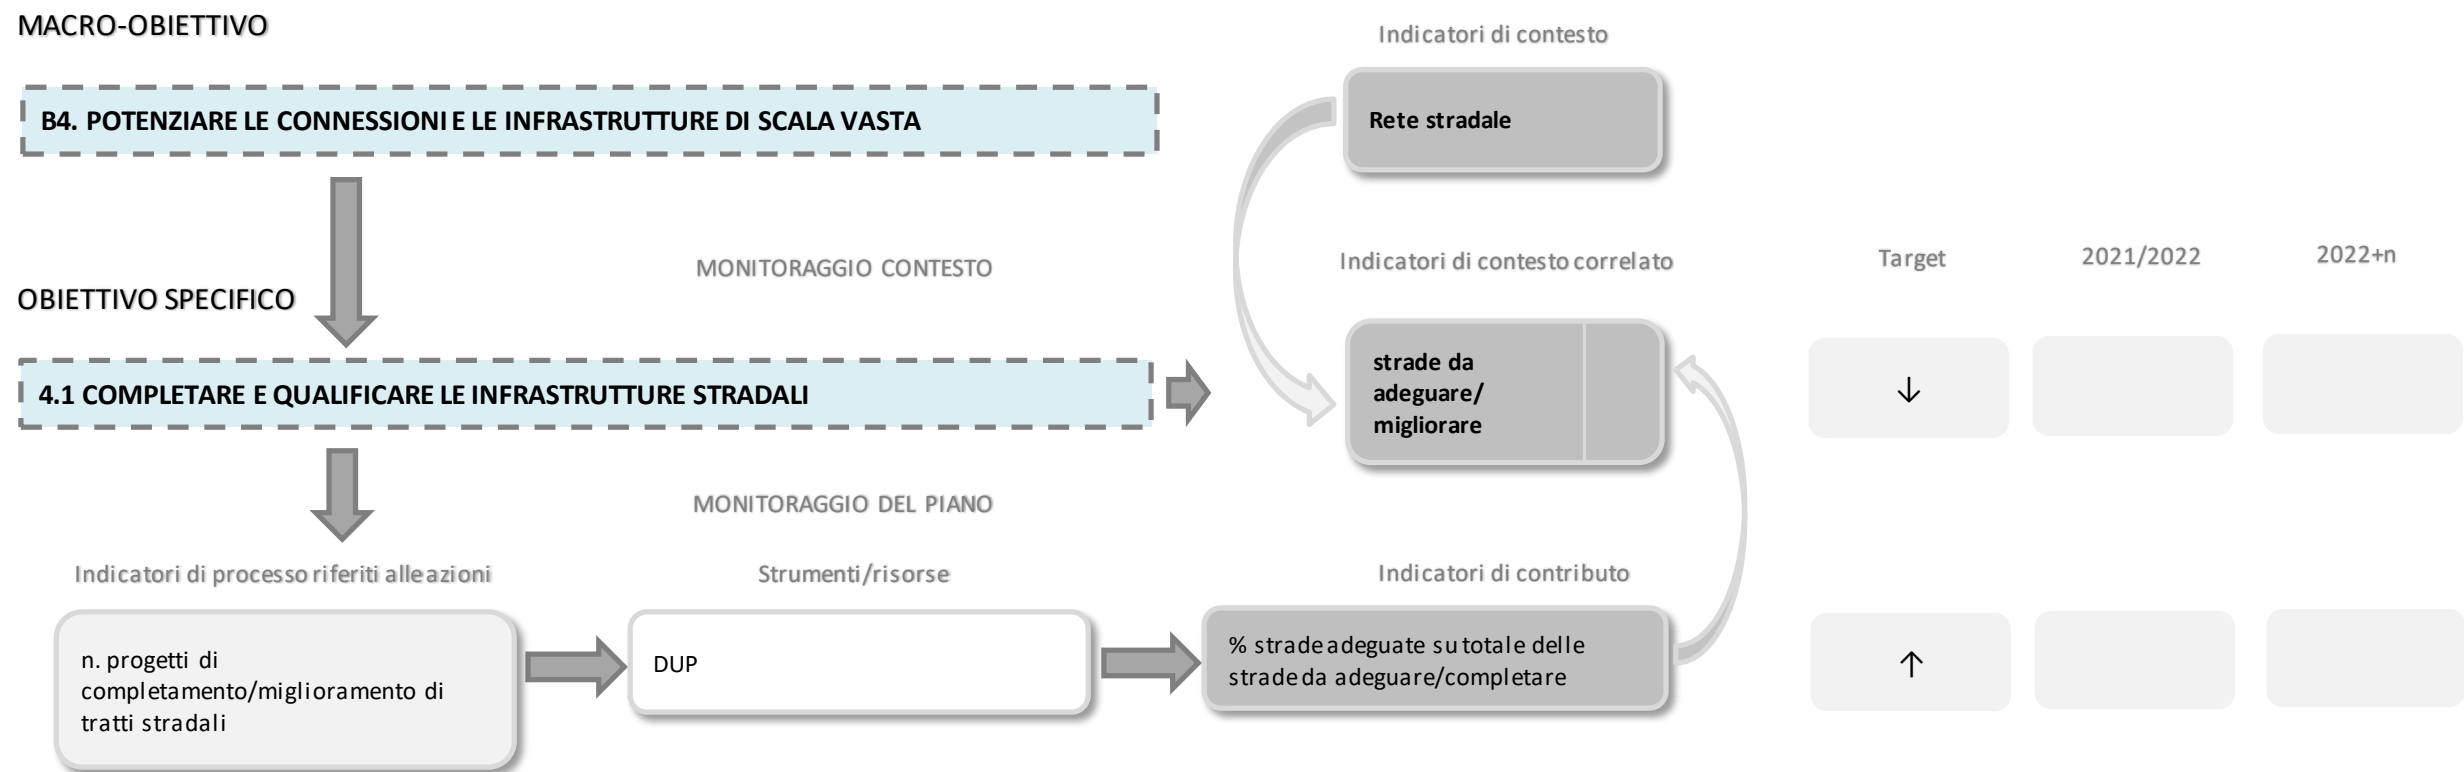 MACRO-OBIETTIVO
Indicatori di contesto
B4. POTENZIARE LE CONNESSIONI E LE INFRASTRUTTURE DI SCALA VASTA
Rete stradale
MONITORAGGIO CONTESTO
Indicatori di contesto correlato
Target
2021/2022
2022+n
OBIETTIVO SPECIFICO
4.1 COMPLETARE E QUALIFICARE LE INFRASTRUTTURE STRADALI
strade da
adeguare/
migliorare
↓
MONITORAGGIO DEL PIANO
Indicatori di processo riferiti alle azioni
Strumenti/risorse
Indicatori di contributo
n. progetti di
completamento/miglioramento di
tratti stradali
DUP
% strade adeguate su totale delle
strade da adeguare/completare
↑